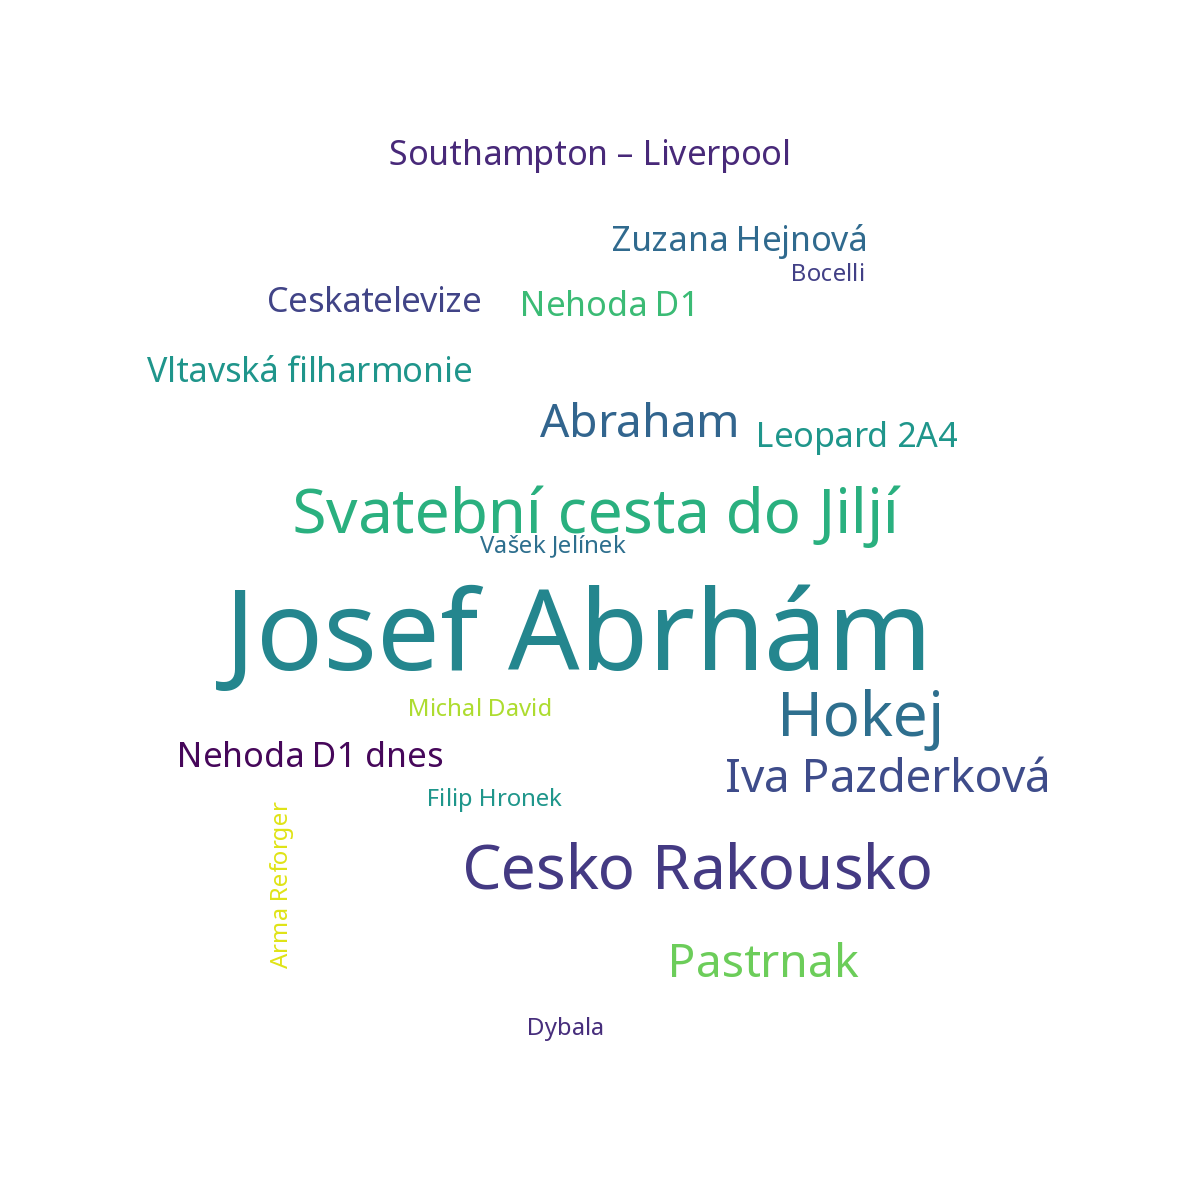 Southampton – Liverpool
Zuzana Hejnová
Bocelli
Ceskatelevize
Nehoda D1
Vltavská filharmonie
Abraham
Leopard 2A4
Svatební cesta do Jiljí
Vašek Jelínek
Josef Abrhám
Michal David
Hokej
Nehoda D1 dnes
Iva Pazderková
Filip Hronek
Arma Reforger
Cesko Rakousko
Pastrnak
Dybala